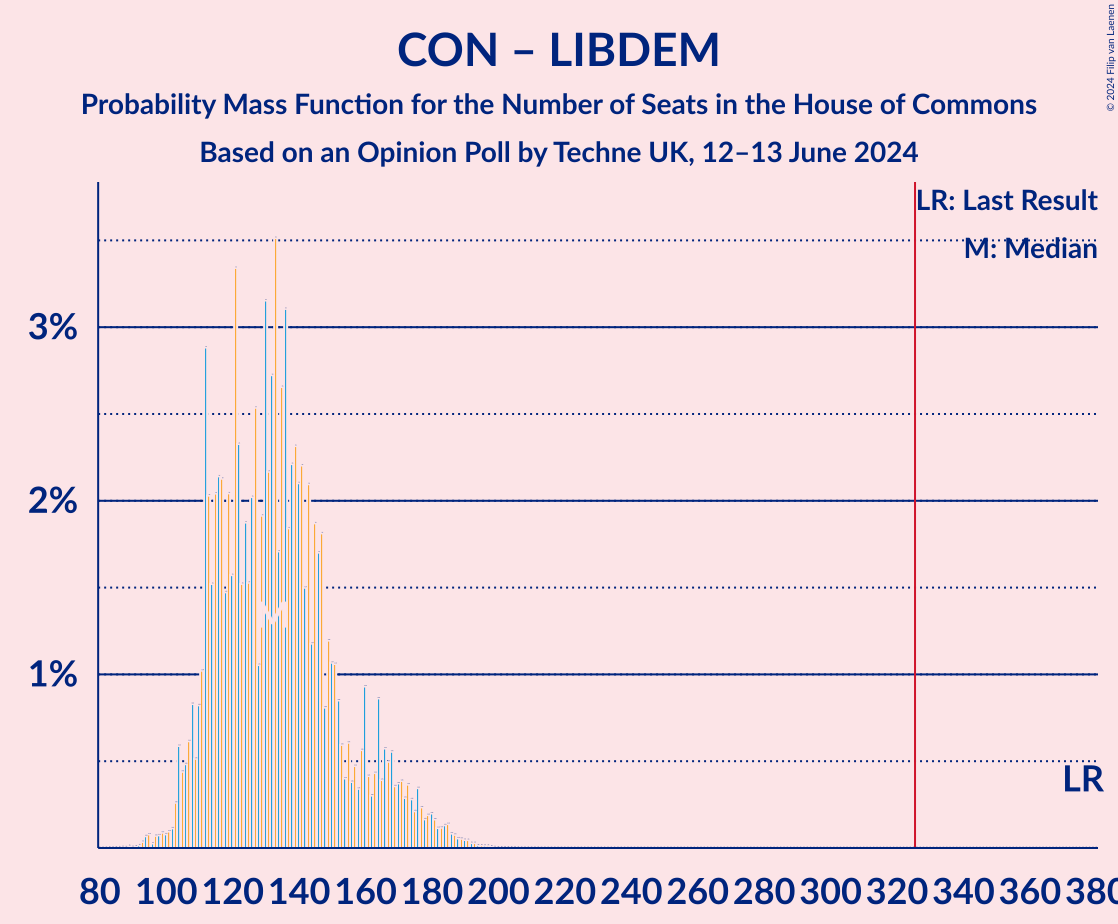 CON – LIBDEM
Probability Mass Function for the Number of Seats in the House of Commons
Based on an Opinion Poll by Techne UK, 12–13 June 2024
© 2024 Filip van Laenen
LR: Last Result
M: Median
3%
2%
1%
M
LR
80 100 120 140 160 180 200 220 240 260 280 300 320 340 360 380